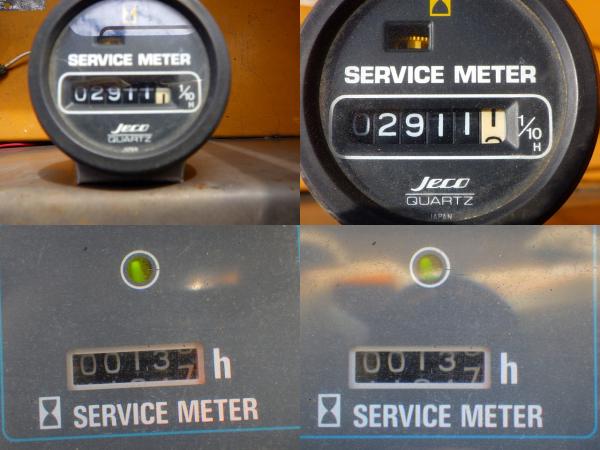 SERVICE METER
02911
1/10
H
Jeco
QUARTZ
JAPAN
SERVICE METER
02911
1/10
H
Jeco
QUARTZ
JAPAN
0013
h
SERVICE METER
0013
h
SERVICE METER